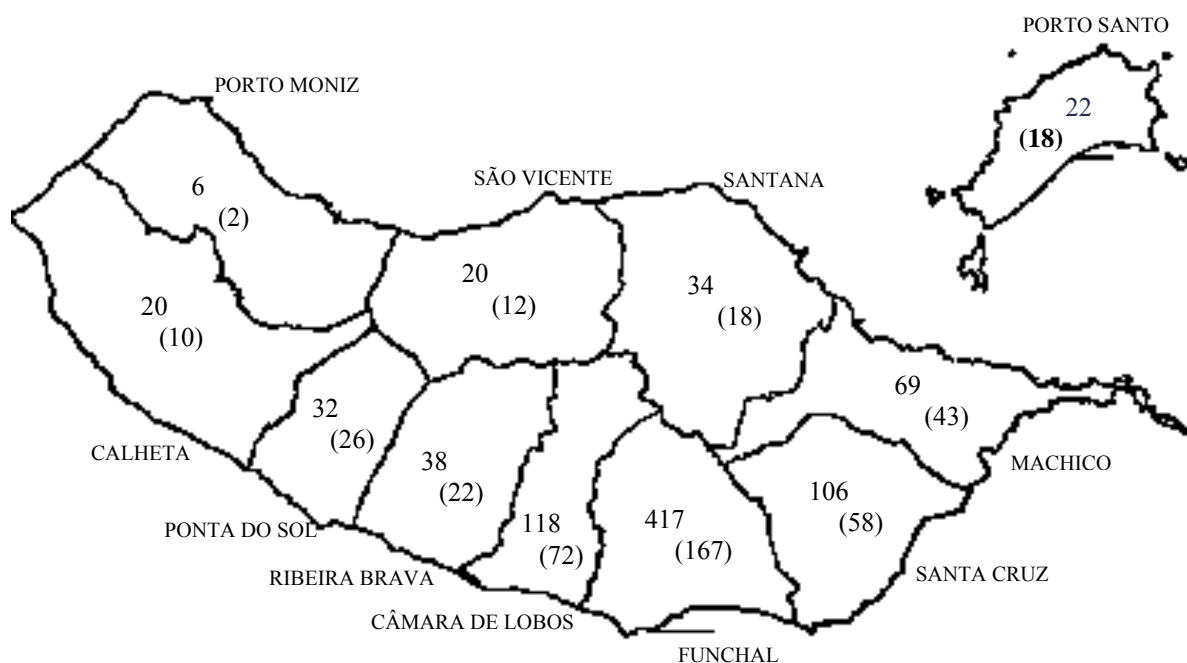 PORTO SANTO
PORTO MONIZ
22
(18)
SÃO VICENTE
SANTANA
6
(2)
20
(12)
34
(18)
20
(10)
69
(43)
32
(26)
CALHETA
38
(22)
MACHICO
106
(58)
118
(72)
417
(167)
PONTA DO SOL
RIBEIRA BRAVA
SANTA CRUZ
CÂMARA DE LOBOS
FUNCHAL